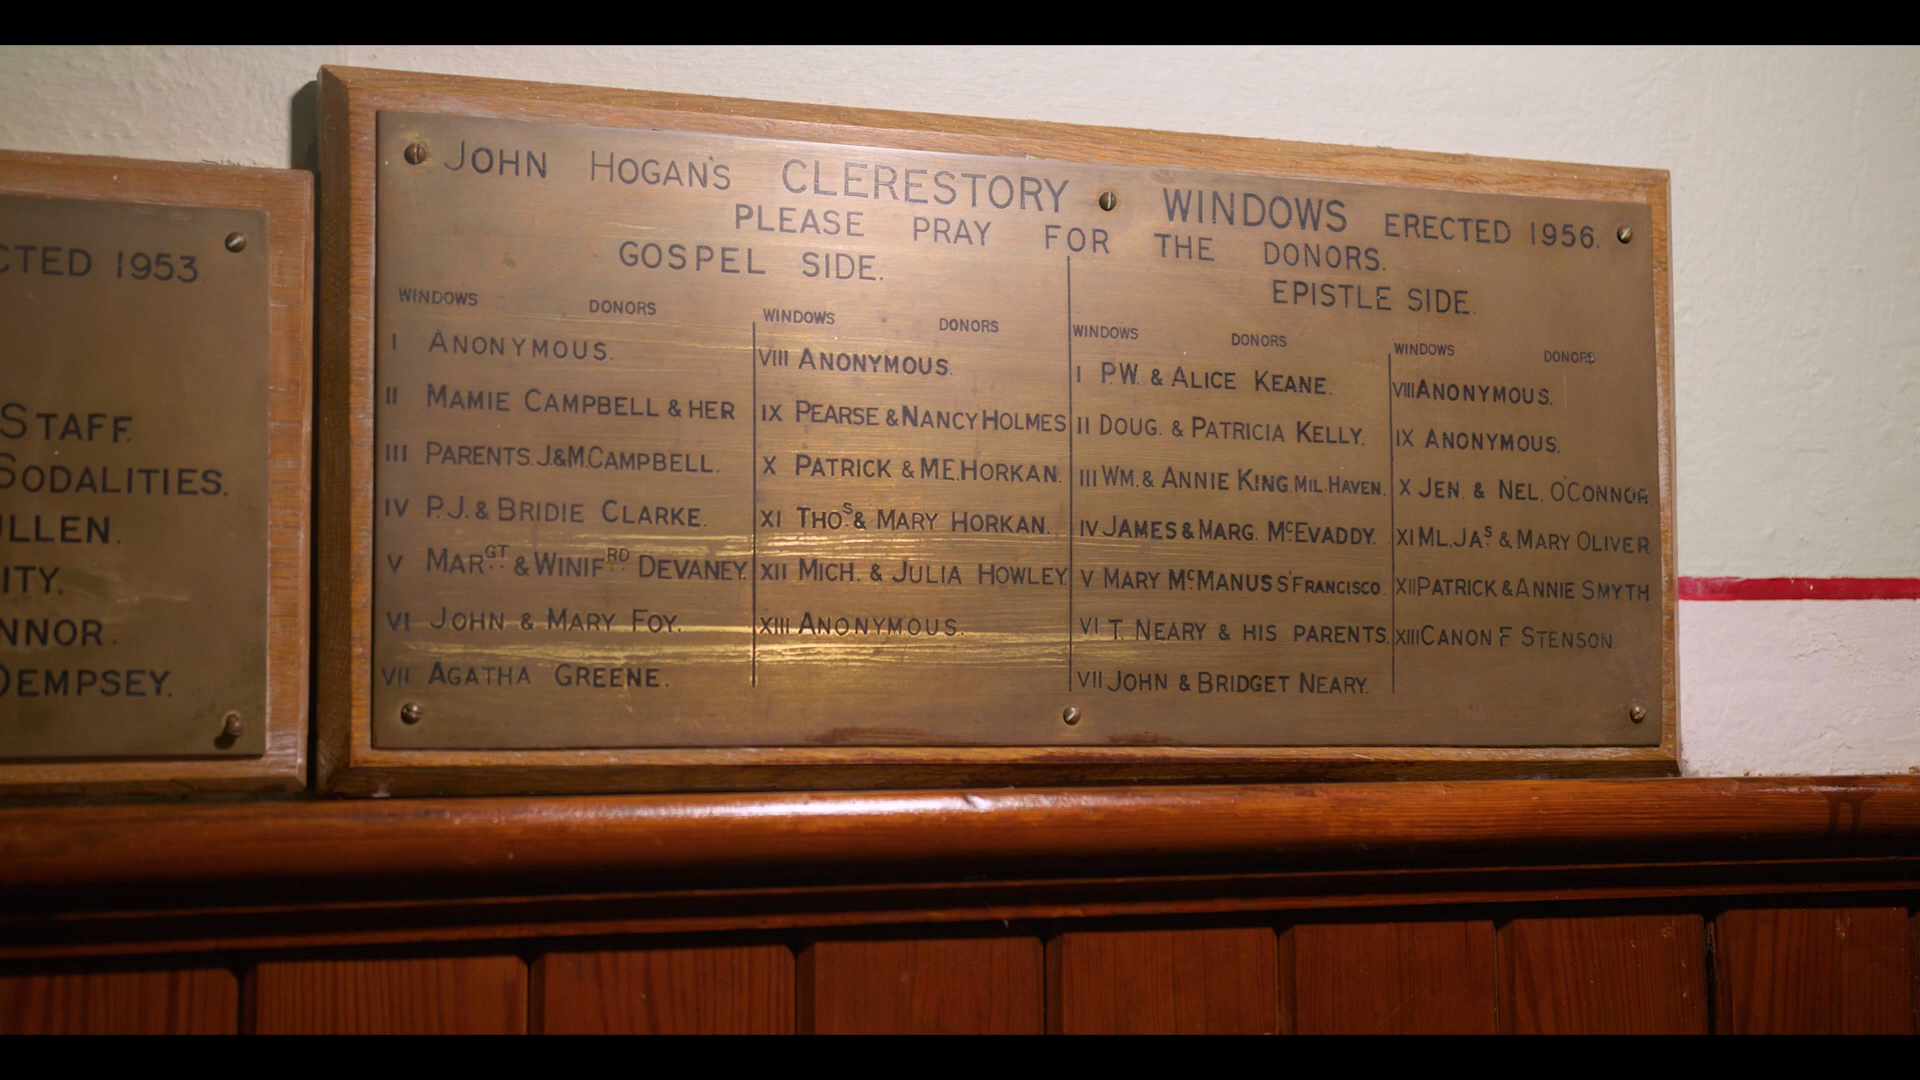 CTED 1953.
STAFF.
SODALITIES.
ULLEN.
ITY.
NNOR.
DEMPSEY.
JOHN HOGAN'S CLERESTORY WINDOWS ERECTED 1956.
PLEASE PRAY FOR THE DONORS.
GOSPEL SIDE.
WINDOWS DONORS
I ANONYMOUS.
II MAMIE CAMPBELL & HER
III PARENTS. J.&M.CAMPBELL.
IV P.J. & BRIDIE CLARKE.
V MARGT & WINIFRD DEVANEY.
VI JOHN & MARY FOY.
VII AGATHA GREENE.
WINDOWS DONORS
VIII ANONYMOUS.
IX PEARSE & NANCY HOLMES
X PATRICK & M.E. HORKAN.
XI THOS & MARY HORKAN.
XII MICH. & JULIA HOWLEY
XIII ANONYMOUS.
EPISTLE SIDE.
WINDOWS DONORS
I P.W. & ALICE KEANE.
II DOUG. & PATRICIA KELLY.
III WM. & ANNIE KING. MIL. HAVEN.
IV JAMES & MARG. McEVADDY.
V MARY McMANUS S' FRANCISCO.
VI T. NEARY & HIS PARENTS.
VII JOHN & BRIDGET NEARY.
WINDOWS DONORS
VIII ANONYMOUS.
IX ANONYMOUS.
X JEN. & NEL. O'CONNOR
XI ML. JAS & MARY OLIVER
XII PATRICK & ANNIE SMYTH
XIII CANON F STENSON.